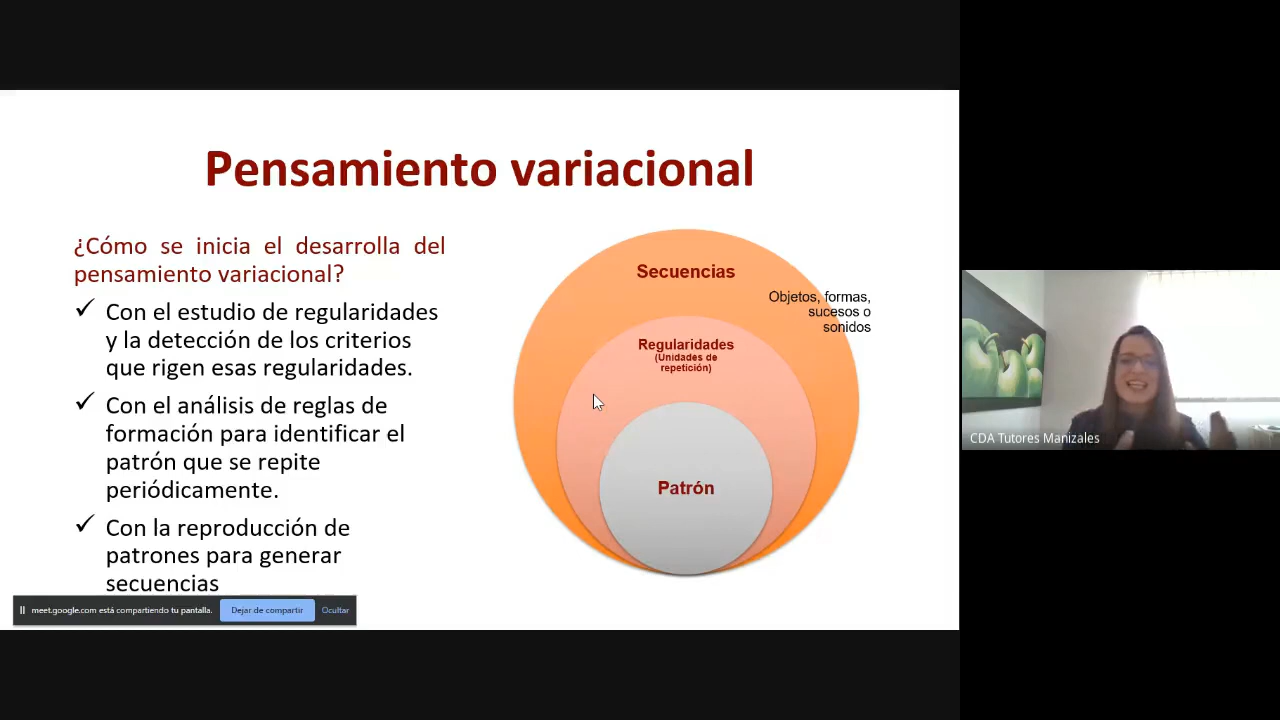 Pensamiento variacional
¿Cómo se inicia el desarrolla del
pensamiento variacional?
✓ Con el estudio de regularidades
y la detección de los criterios
que rigen esas regularidades.
✓ Con el análisis de reglas de
formación para identificar el
patrón que se repite
periódicamente.
✓ Con la reproducción de
patrones para generar
secuencias
Secuencias
Objetos, formas,
sucesos o
sonidos
Regularidades
(Unidades de
repetición)
Patrón
meet.google.com está compartiendo tu pantalla.
Dejar de compartir
Ocultar
CDA Tutores Manizales